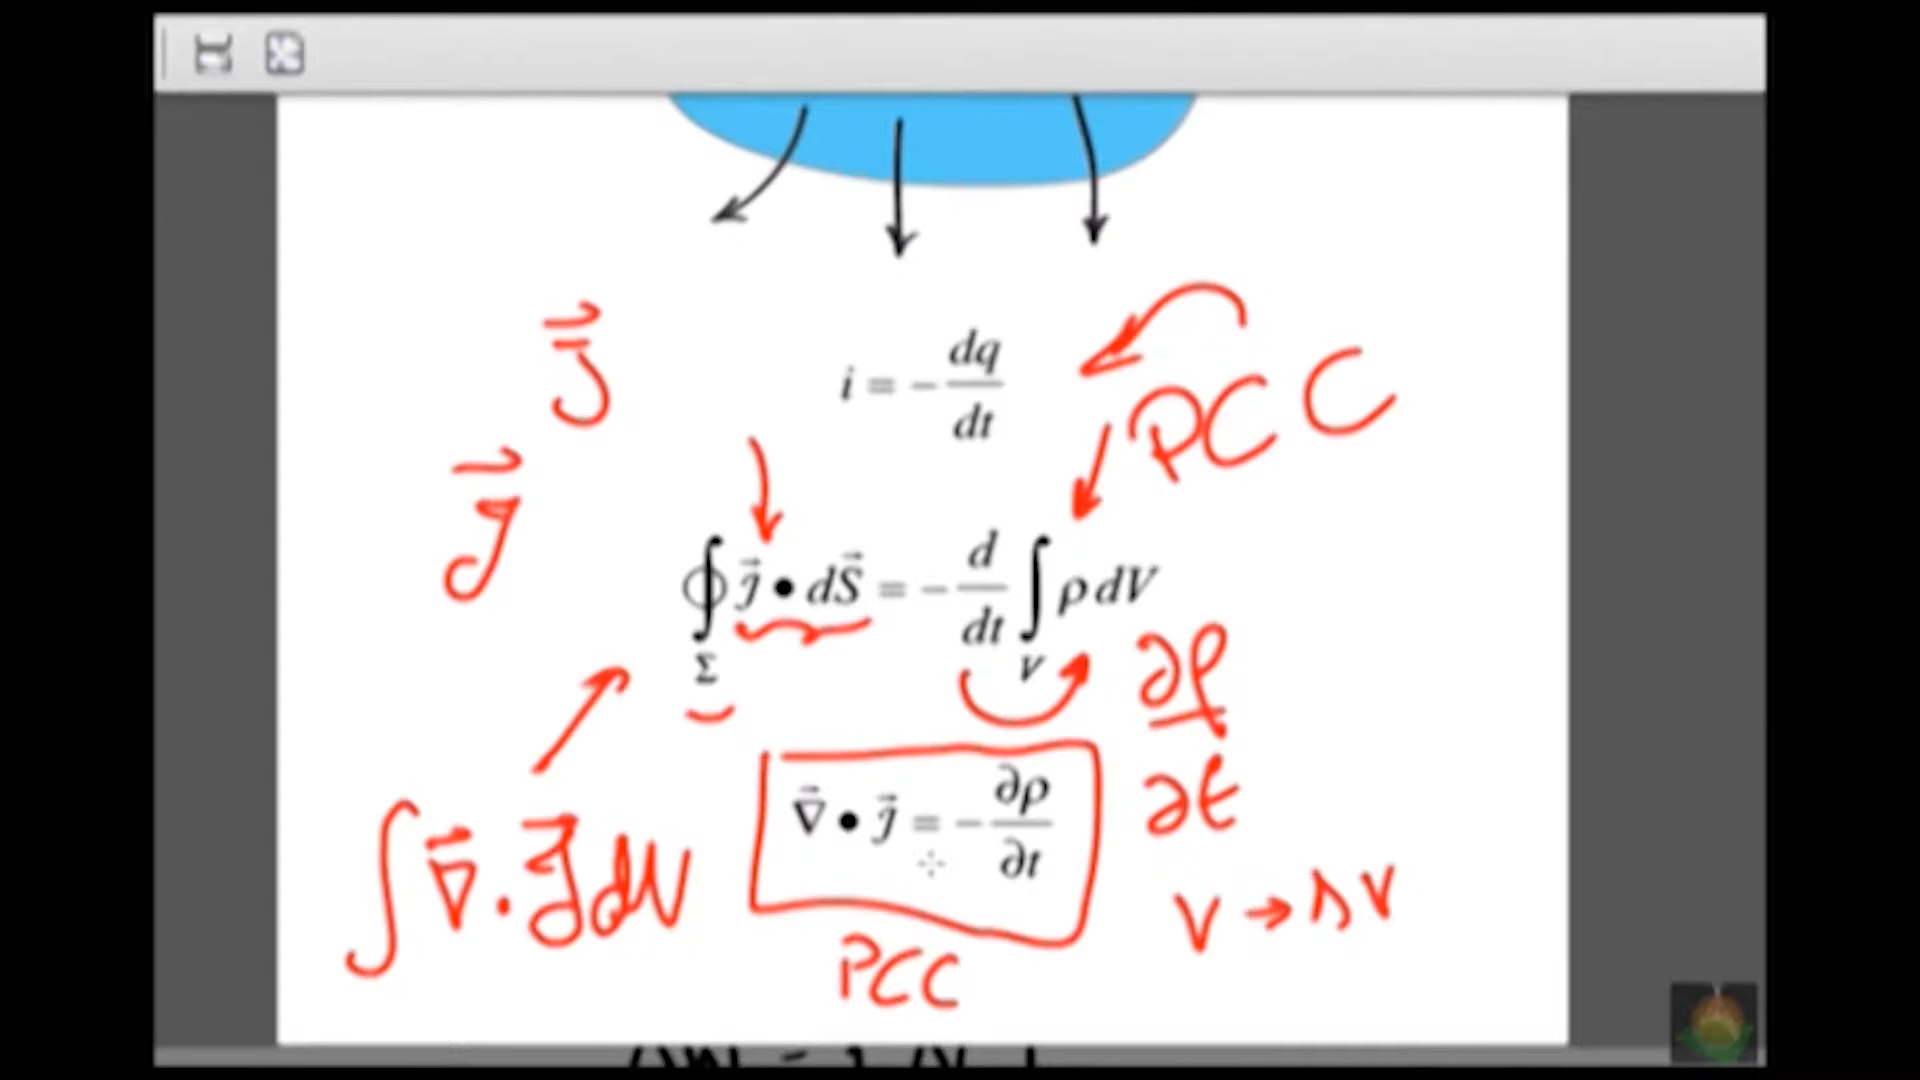 J⃗
i = − dq/dt
PCC
J⃗
∮_Σ J⃗ • dS⃗ = − d/dt ∫_V ρ dV
∂ρ/∂t
∇⃗ • J⃗ = − ∂ρ/∂t
∫ ∇⃗ · J⃗ dV
V → ΔV
PCC